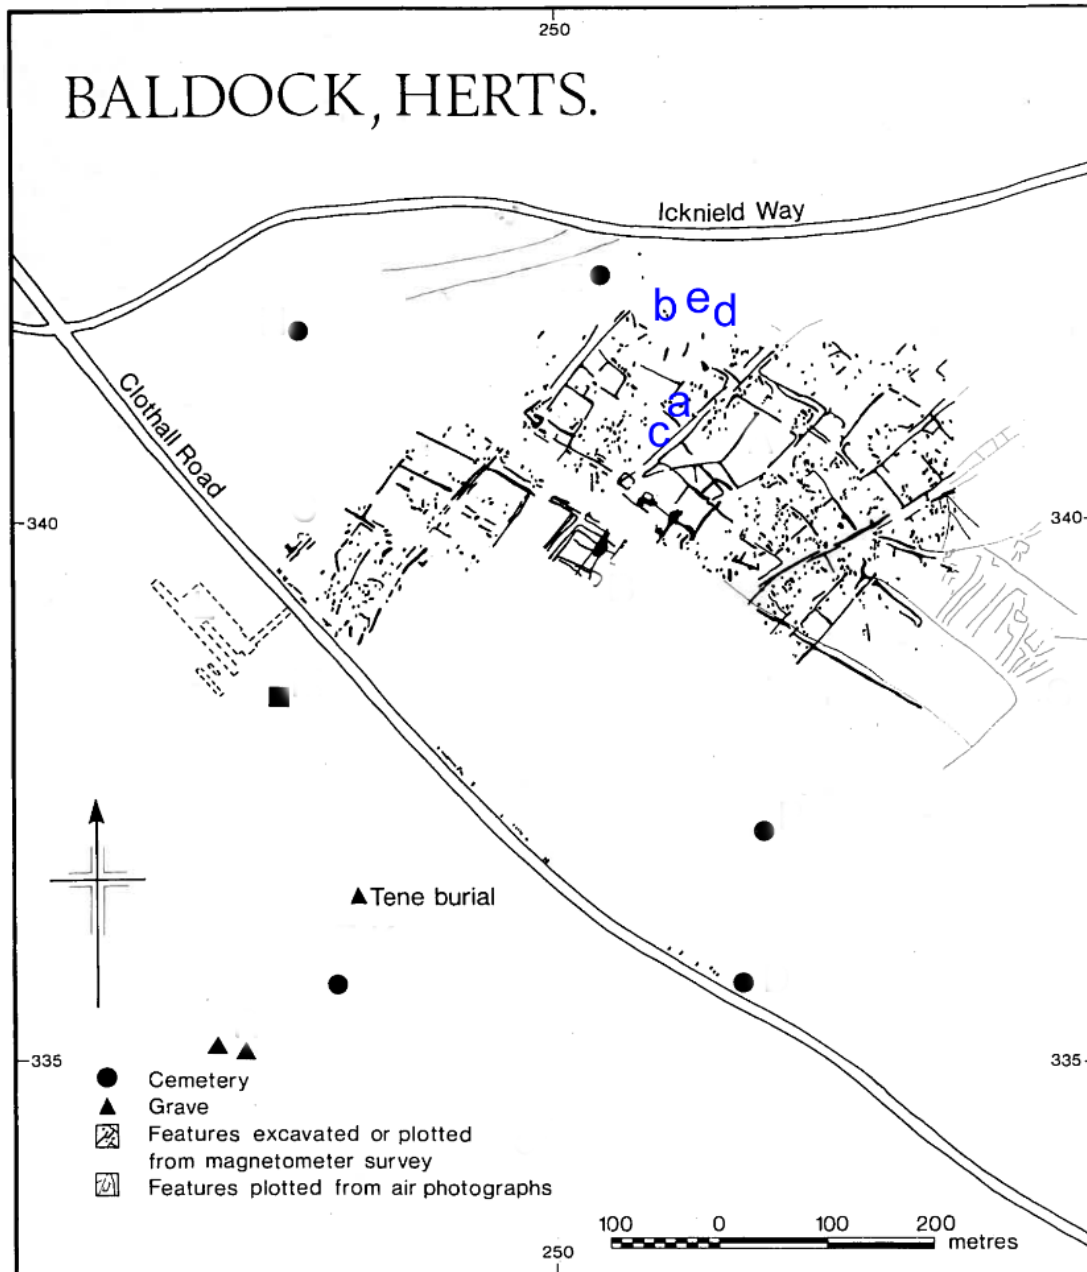 250
BALDOCK, HERTS.
Icknield Way
b e d
Clothall Road
a
c
340
340
Tene burial
335
335
Cemetery
Grave
Features excavated or plotted
from magnetometer survey
Features plotted from air photographs
100 0 100 200
metres
250